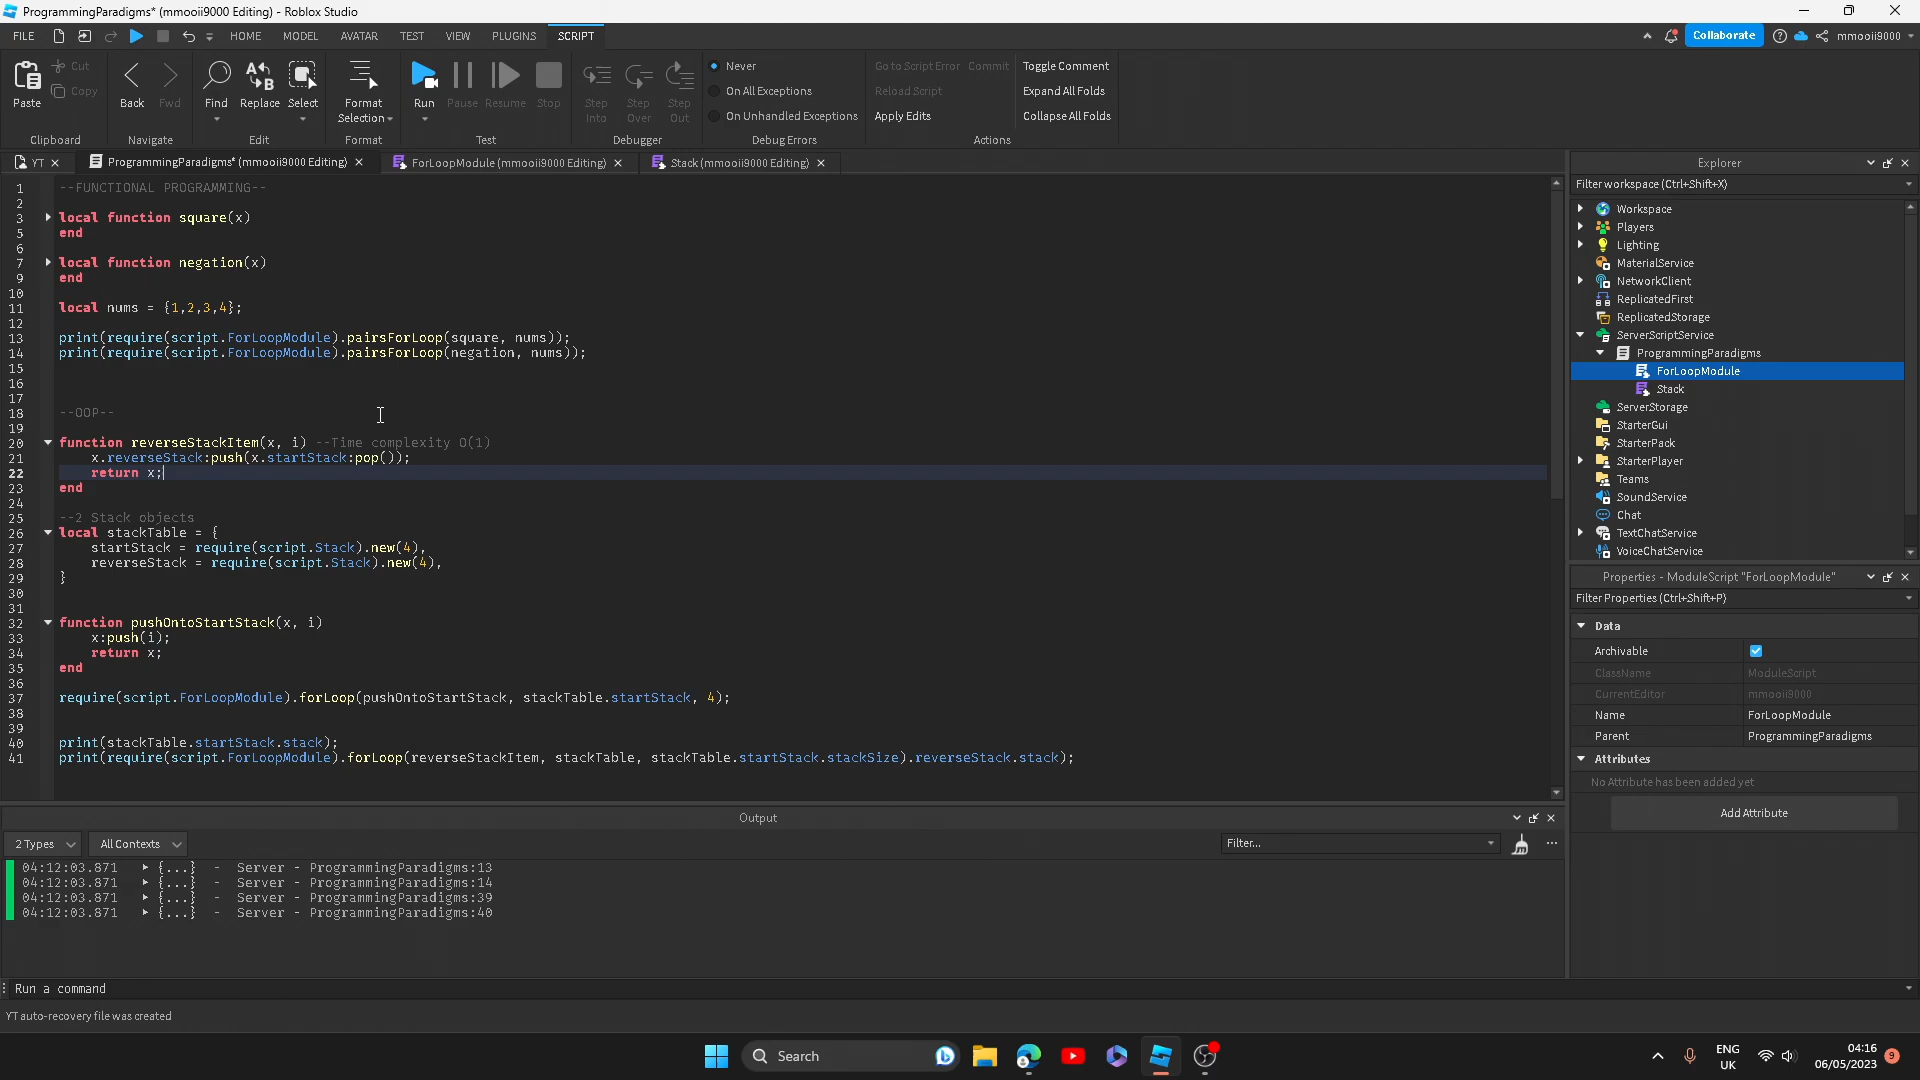 ProgrammingParadigms* (mmooii9000 Editing) - Roblox Studio
FILE HOME MODEL AVATAR TEST VIEW PLUGINS SCRIPT Collaborate mmooii9000
Paste Cut Copy Back Fwd Find Replace Select Format Selection Run Pause Resume Stop Step Into Step Over Step Out
Never
On All Exceptions
On Unhandled Exceptions
Go to Script Error Commit
Reload Script
Apply Edits
Toggle Comment
Expand All Folds
Collapse All Folds
Clipboard Navigate Edit Format Test Debugger Debug Errors Actions
YT ProgrammingParadigms* (mmooii9000 Editing) ForLoopModule (mmooii9000 Editing) Stack (mmooii9000 Editing)
1 --FUNCTIONAL PROGRAMMING--
2
3 local function square(x)
5 end
6
7 local function negation(x)
9 end
10
11 local nums = {1,2,3,4};
12
13 print(require(script.ForLoopModule).pairsForLoop(square, nums));
14 print(require(script.ForLoopModule).pairsForLoop(negation, nums));
15
16
17
18 --OOP--
19
20 function reverseStackItem(x, i) --Time complexity O(1)
21 x.reverseStack:push(x.startStack:pop());
22 return x;
23 end
24
25 --2 Stack objects
26 local stackTable = {
27 startStack = require(script.Stack).new(4),
28 reverseStack = require(script.Stack).new(4),
29 }
30
31
32 function pushOntoStartStack(x, i)
33 x:push(i);
34 return x;
35 end
36
37 require(script.ForLoopModule).forLoop(pushOntoStartStack, stackTable.startStack, 4);
38
39
40 print(stackTable.startStack.stack);
41 print(require(script.ForLoopModule).forLoop(reverseStackItem, stackTable, stackTable.startStack.stackSize).reverseStack.stack);
Explorer
Filter workspace (Ctrl+Shift+X)
Workspace
Players
Lighting
MaterialService
NetworkClient
ReplicatedFirst
ReplicatedStorage
ServerScriptService
ProgrammingParadigms
ForLoopModule
Stack
ServerStorage
StarterGui
StarterPack
StarterPlayer
Teams
SoundService
Chat
TextChatService
VoiceChatService
Properties - ModuleScript "ForLoopModule"
Filter Properties (Ctrl+Shift+P)
Data
Archivable
ClassName ModuleScript
CurrentEditor mmooii9000
Name ForLoopModule
Parent ProgrammingParadigms
Attributes
No Attribute has been added yet
Add Attribute
Output
2 Types All Contexts Filter...
04:12:03.871 {...} - Server - ProgrammingParadigms:13
04:12:03.871 {...} - Server - ProgrammingParadigms:14
04:12:03.871 {...} - Server - ProgrammingParadigms:39
04:12:03.871 {...} - Server - ProgrammingParadigms:40
Run a command
YT auto-recovery file was created
Search
ENG
UK
04:16
06/05/2023
9